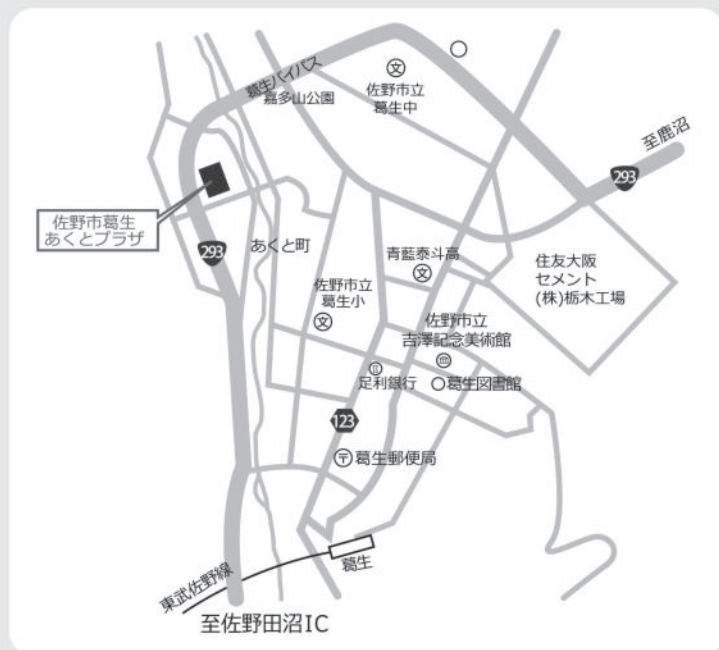 葛生バイパス
嘉多山公園
文
佐野市立
葛生中
至鹿沼
293
佐野市葛生
あくとプラザ
293
あくと町
青藍泰斗高
文
住友大阪
セメント
(株)栃木工場
佐野市立
葛生小
文
佐野市立
吉澤記念美術館
足利銀行
葛生図書館
123
〒葛生郵便局
葛生
東武佐野線
至佐野田沼IC